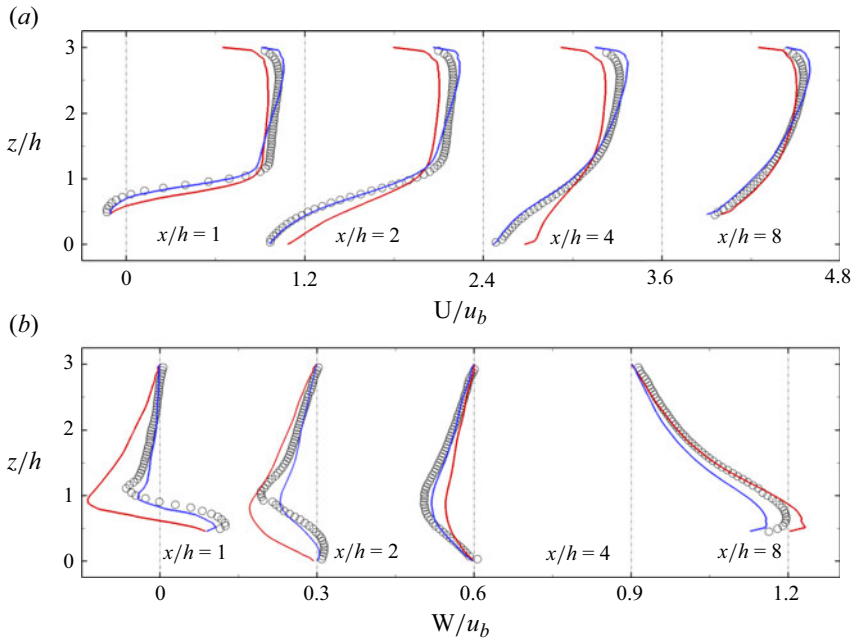 (a)
3
2
z/h
1
0
x/h = 1 x/h = 2 x/h = 4 x/h = 8
0 1.2 2.4 3.6 4.8
U/u_b
(b)
3
2
z/h
1
0
x/h = 1 x/h = 2 x/h = 4 x/h = 8
0 0.3 0.6 0.9 1.2
W/u_b